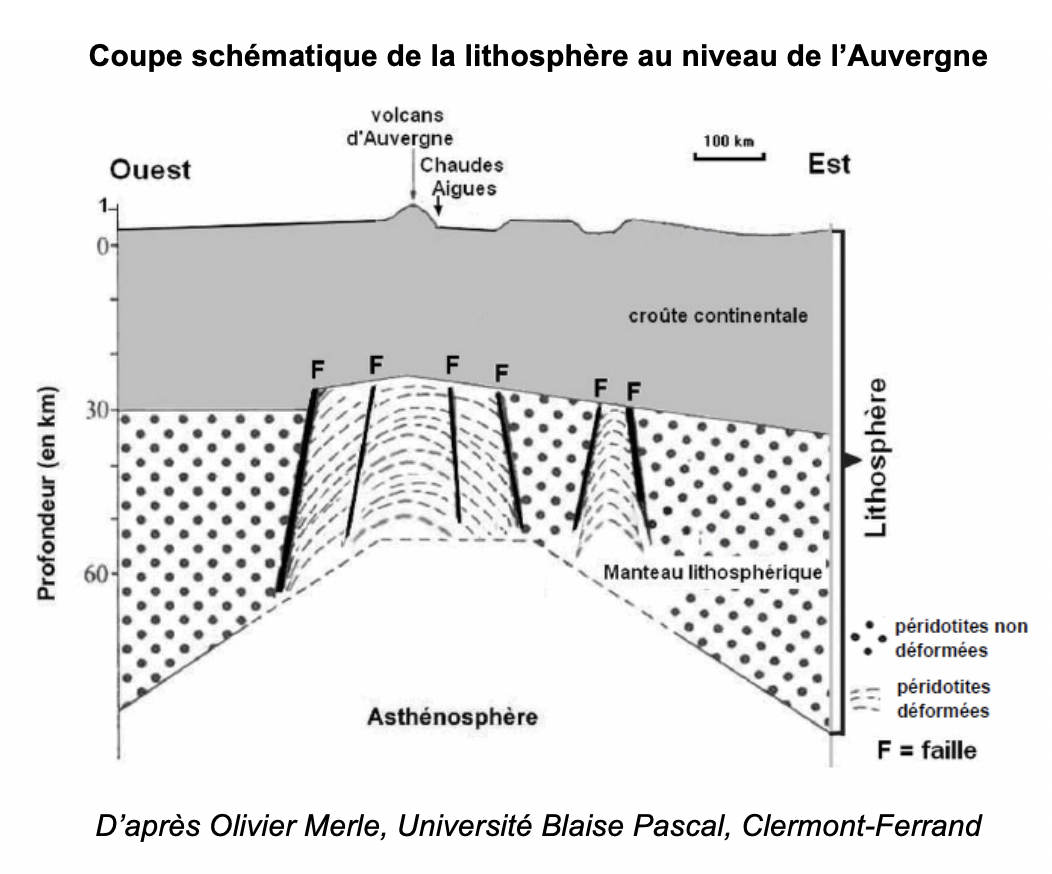 Coupe schématique de la lithosphère au niveau de l’Auvergne
volcans
d'Auvergne
100 km
Ouest
Chaudes
Aigues
Est
1
0
croûte continentale
F
F
F
F
F
F
30
Profondeur (en km)
Lithosphère
60
Manteau lithosphérique
péridotites non
déformées
péridotites
déformées
Asthénosphère
F = faille
D’après Olivier Merle, Université Blaise Pascal, Clermont-Ferrand